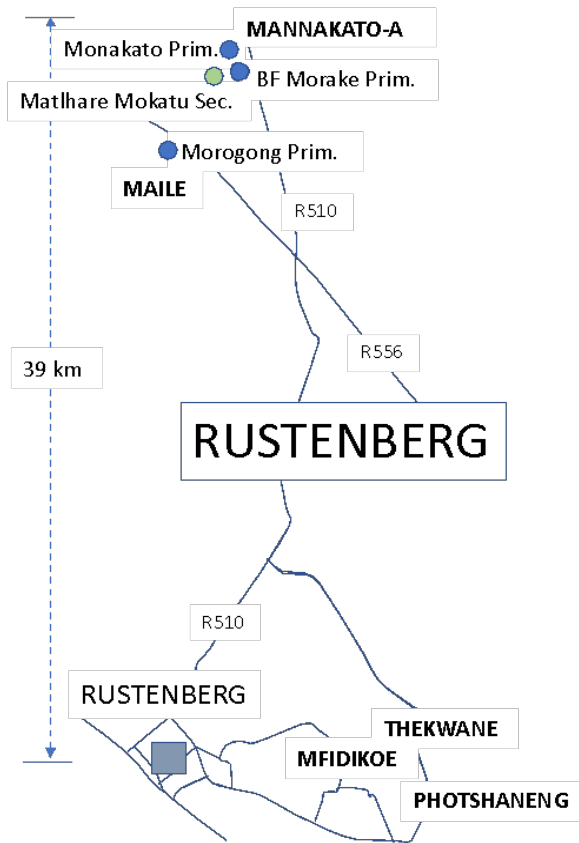 MANNAKATO-A
Monakato Prim.
BF Morake Prim.
Matlhare Mokatu Sec.
Morogong Prim.
MAILE
R510
R556
39 km
RUSTENBERG
R510
RUSTENBERG
THEKWANE
MFIDIKOE
PHOTSHANENG